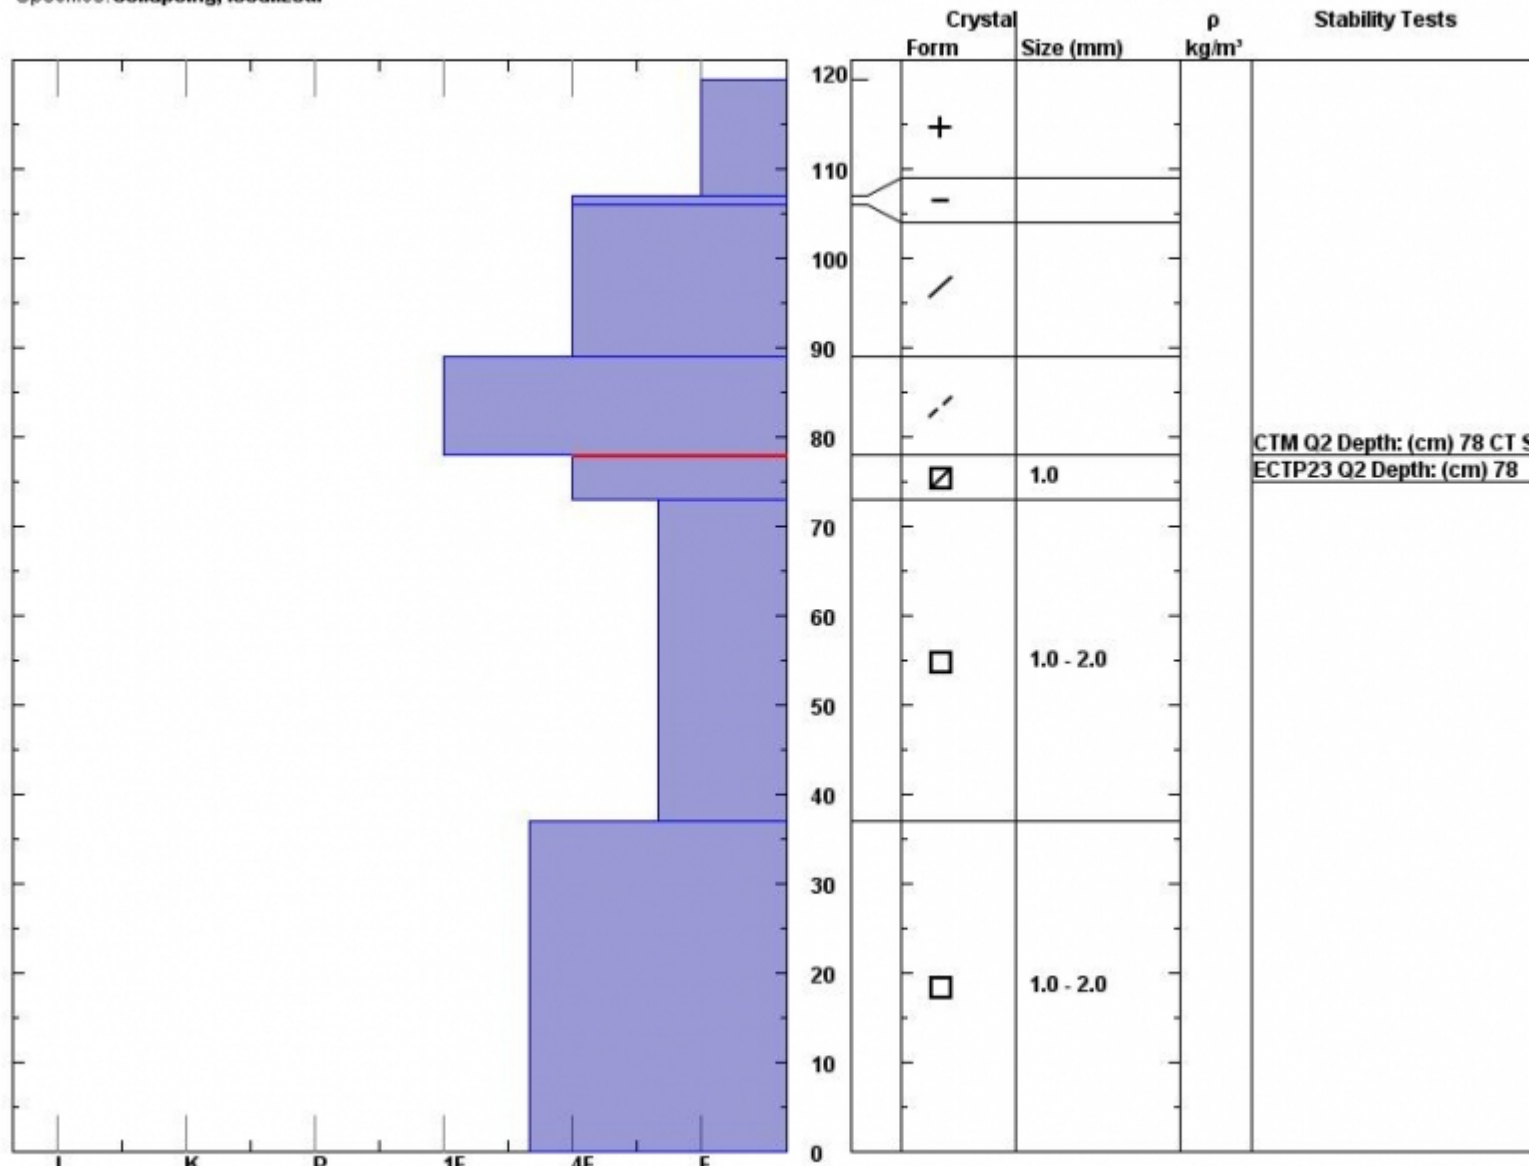 Crystal ρ Stability Tests
Form Size (mm) kg/m³
120
110
100
90
80
CTM Q2 Depth: (cm) 78 CT
ECTP23 Q2 Depth: (cm) 78
1.0
70
60
1.0 - 2.0
50
40
30
20
1.0 - 2.0
10
0
I K P 1F 4F F